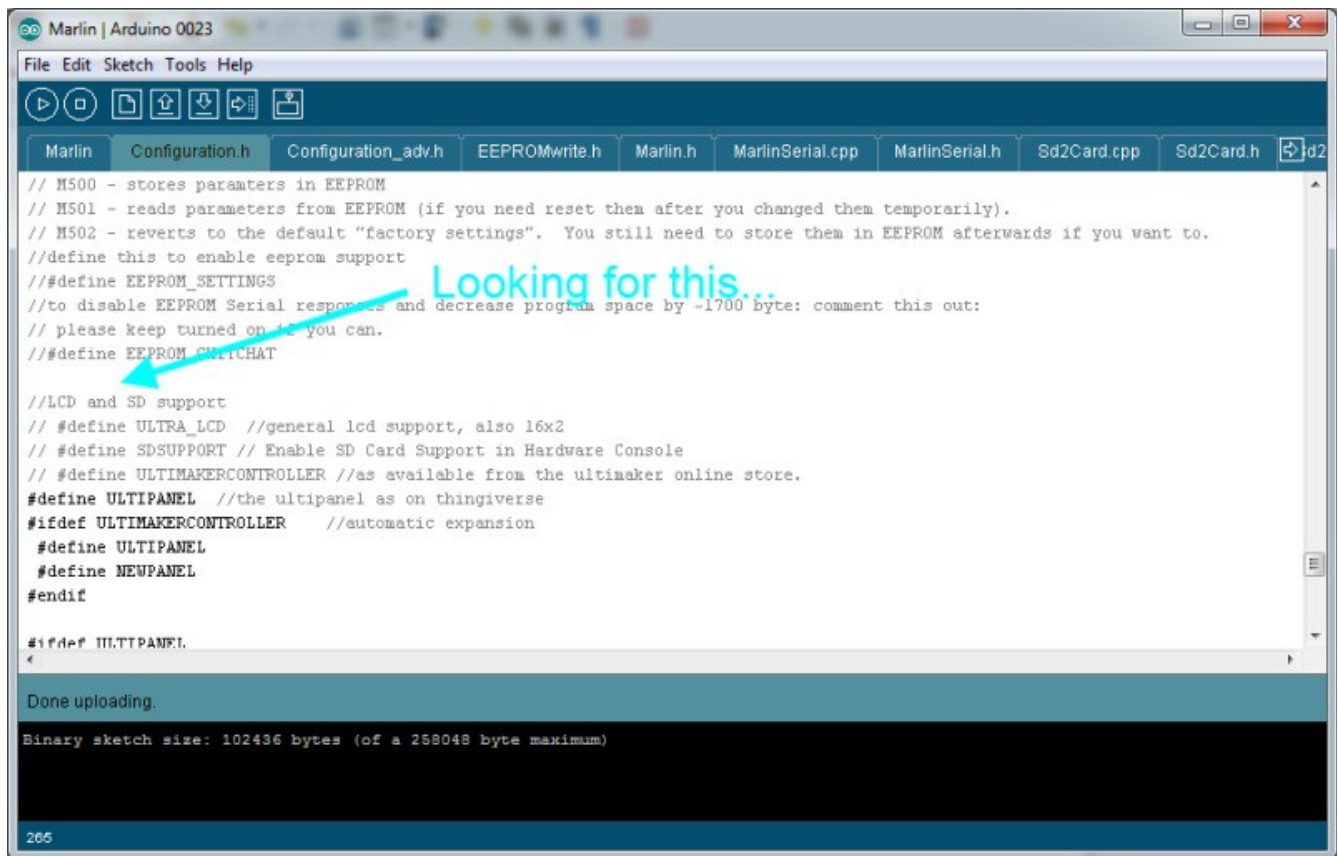 Marlin | Arduino 0023
File Edit Sketch Tools Help
Marlin Configuration.h Configuration_adv.h EEPROMwrite.h Marlin.h MarlinSerial.cpp MarlinSerial.h Sd2Card.cpp Sd2Card.h d2
// M500 - stores paramters in EEPROM
// M501 - reads parameters from EEPROM (if you need reset them after you changed them temporarily).
// M502 - reverts to the default "factory settings". You still need to store them in EEPROM afterwards if you want to.
//define this to enable eeprom support
//#define EEPROM_SETTINGS
Looking for this...
//to disable EEPROM Serial responses and decrease program space by ~1700 byte: comment this out:
// please keep turned on if you can.
//#define EEPROM_CHITCHAT
//LCD and SD support
// #define ULTRA_LCD //general lcd support, also 16x2
// #define SDSUPPORT // Enable SD Card Support in Hardware Console
// #define ULTIMAKERCONTROLLER //as available from the ultimaker online store.
#define ULTIPANEL //the ultipanel as on thingiverse
#ifdef ULTIMAKERCONTROLLER //automatic expansion
#define ULTIPANEL
#define NEWPANEL
#endif
#ifdef ULTIPANEL
Done uploading.
Binary sketch size: 102436 bytes (of a 258048 byte maximum)
265